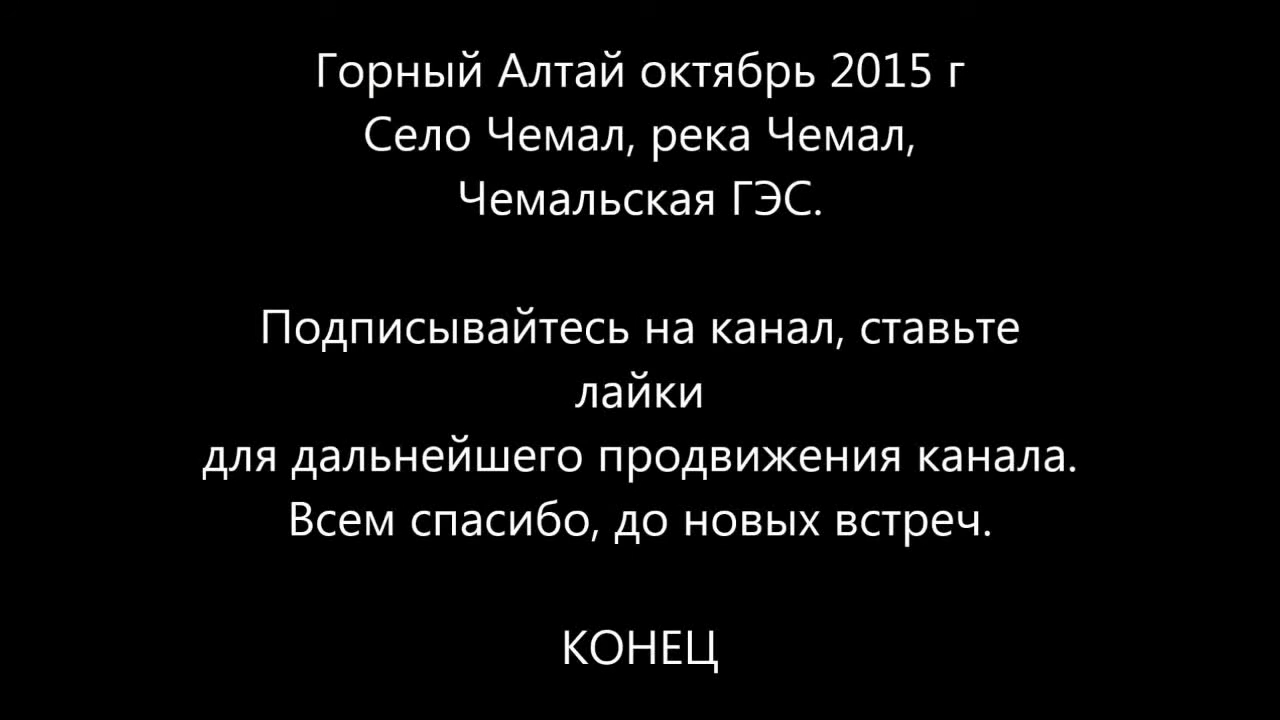 Горный Алтай октябрь 2015 г
Село Чемал, река Чемал,
Чемальская ГЭС.
Подписывайтесь на канал, ставьте
лайки
для дальнейшего продвижения канала.
Всем спасибо, до новых встреч.
КОНЕЦ